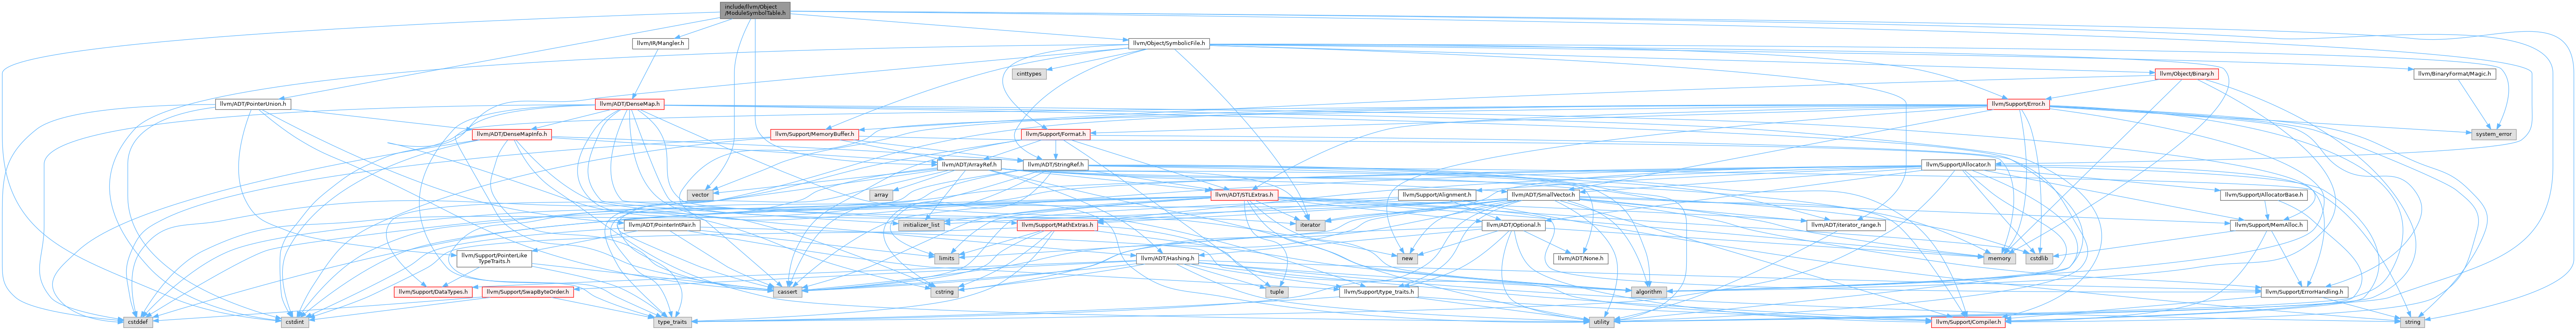 include/llvm/Object
/ModuleSymbolTable.h
llvm/IR/Mangler.h
llvm/Object/SymbolicFile.h
cinttypes
llvm/Object/Binary.h
llvm/BinaryFormat/Magic.h
llvm/ADT/PointerUnion.h
llvm/ADT/DenseMap.h
llvm/Support/Error.h
llvm/ADT/DenseMapInfo.h
llvm/Support/MemoryBuffer.h
llvm/Support/Format.h
system_error
llvm/ADT/ArrayRef.h
llvm/ADT/StringRef.h
llvm/Support/Allocator.h
vector
array
llvm/ADT/STLExtras.h
llvm/Support/Alignment.h
llvm/ADT/SmallVector.h
llvm/Support/AllocatorBase.h
llvm/ADT/PointerIntPair.h
initializer_list
llvm/Support/MathExtras.h
iterator
llvm/ADT/Optional.h
llvm/ADT/iterator_range.h
llvm/Support/MemAlloc.h
llvm/Support/PointerLike
TypeTraits.h
limits
llvm/ADT/Hashing.h
new
llvm/ADT/None.h
memory
cstdlib
llvm/Support/DataTypes.h
llvm/Support/SwapByteOrder.h
cassert
cstring
tuple
llvm/Support/type_traits.h
algorithm
llvm/Support/ErrorHandling.h
cstddef
cstdint
type_traits
utility
llvm/Support/Compiler.h
string